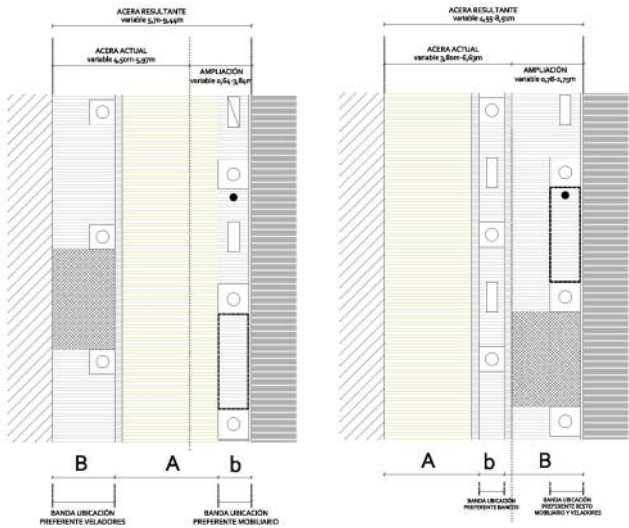 ACERA RESULTANTE
variable 5,70-9,44m
ACERA ACTUAL
variable 4,50m-5,97m
AMPLIACIÓN
variable 0,64-3,84m
B
A
b
BANDA UBICACIÓN
PREFERENTE VELADORES
BANDA UBICACIÓN
PREFERENTE MOBILIARIO
ACERA RESULTANTE
variable 4,55-8,51m
ACERA ACTUAL
variable 3,80m-6,63m
AMPLIACIÓN
variable 0,78-2,75m
A
b
B
BANDA UBICACIÓN
PREFERENTE BANCOS
BANDA UBICACIÓN
PREFERENTE RESTO
MOBILIARIO Y VELADORES